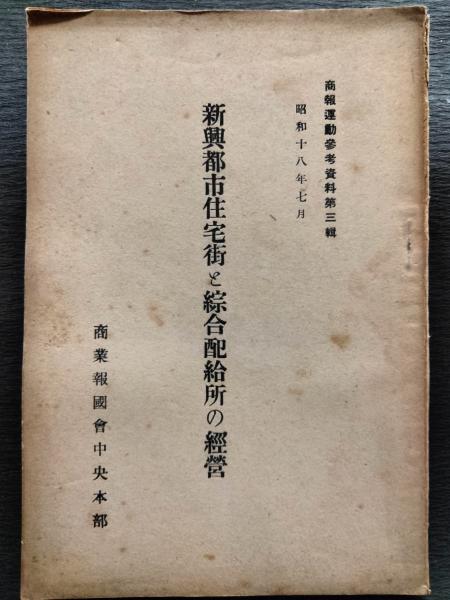 商報運動參考資料第三輯
昭和十八年七月
新興都市住宅街と綜合配給所の經營
商業報國會中央本部